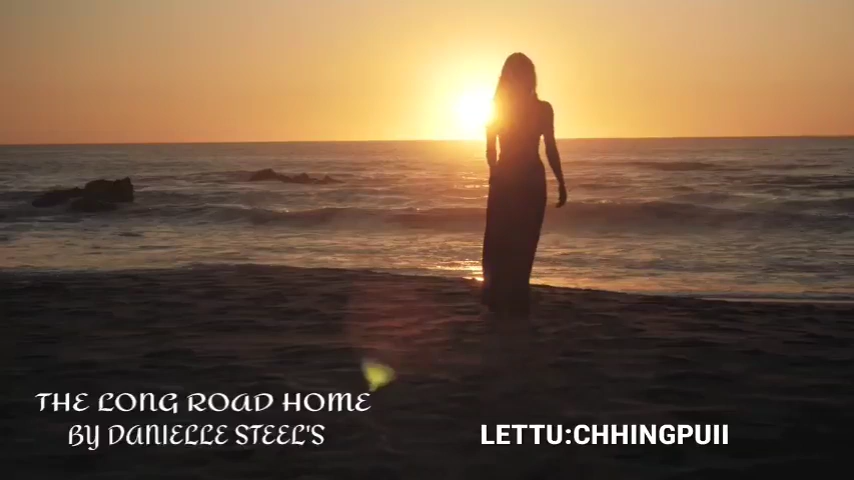 THE LONG ROAD HOME
BY DANIELLE STEEL'S
LETTU:CHHINGPUII